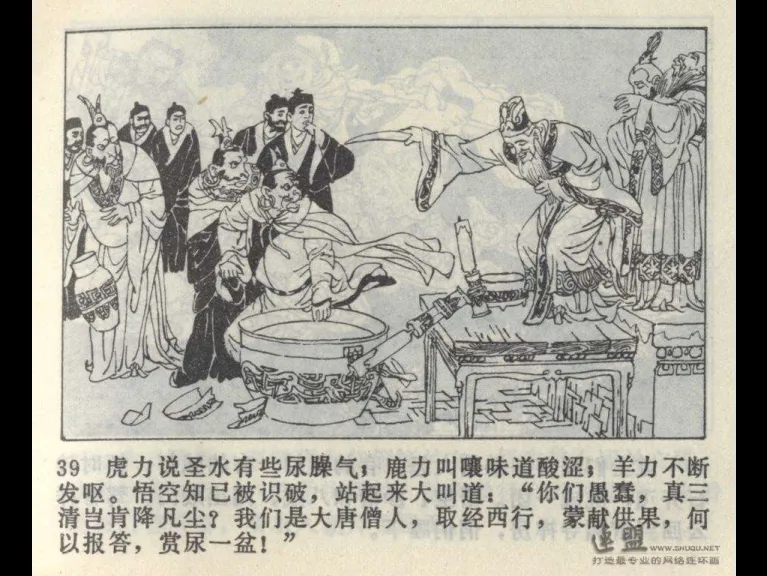 39 虎力说圣水有些尿臊气；鹿力叫嚷味道酸涩；羊力不断
发呕。悟空知已被识破，站起来大叫道：“你们愚蠢，真三
清岂肯降凡尘？我们是大唐僧人，取经西行，蒙献供果，何
以报答，赏尿一盆！”
连盟 WWW.SHUQU.NET
打造最专业的网络连环画